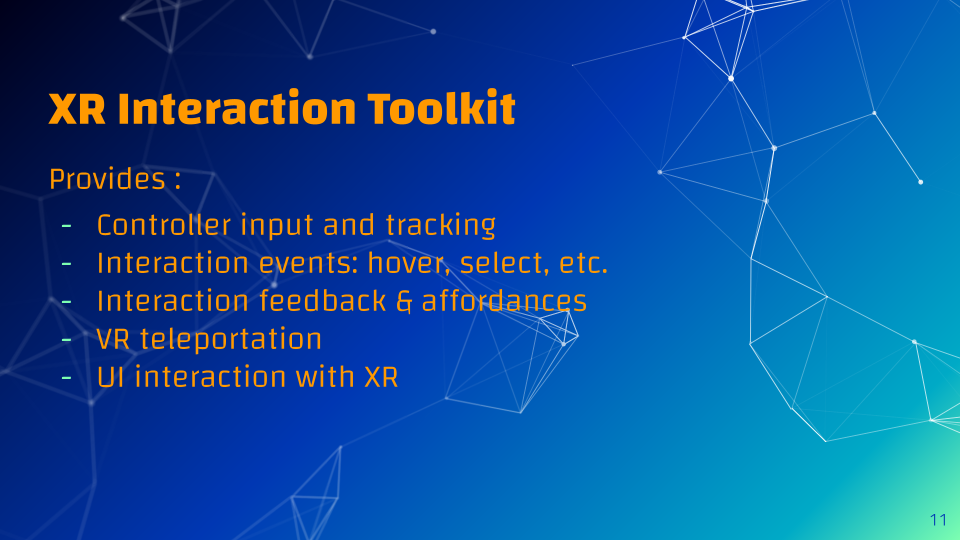 XR Interaction Toolkit
Provides :
- Controller input and tracking
- Interaction events: hover, select, etc.
- Interaction feedback & affordances
- VR teleportation
- UI interaction with XR
11